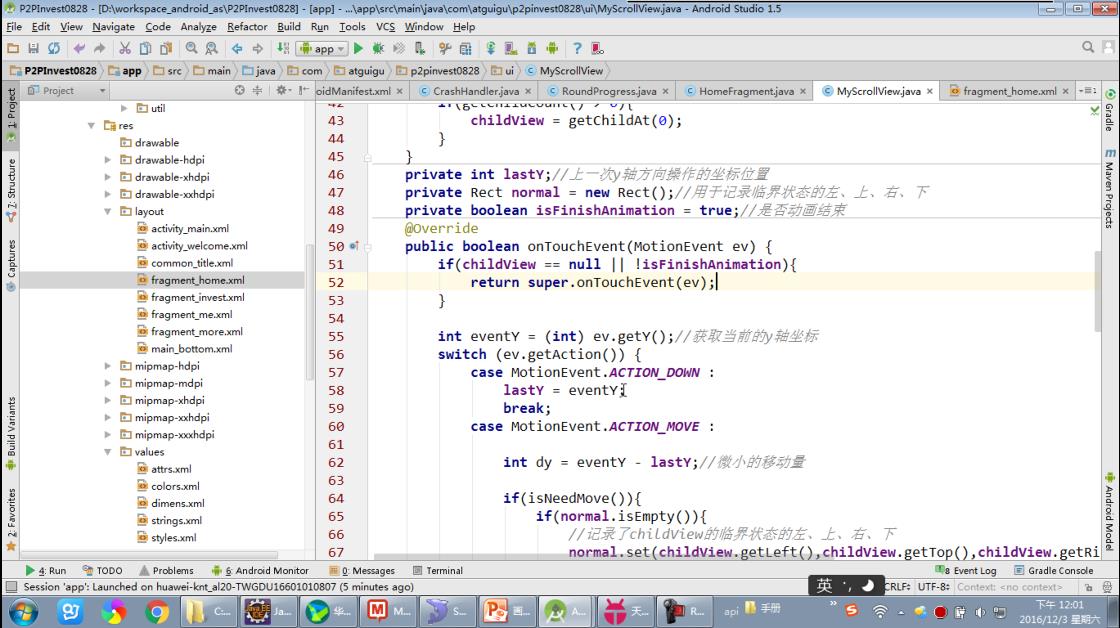 P2PInvest0828 - [D:\workspace_android_as\P2PInvest0828] - [app] - ...\app\src\main\java\com\atguigu\p2pinvest0828\ui\MyScrollView.java - Android Studio 1.5
File Edit View Navigate Code Analyze Refactor Build Run Tools VCS Window Help
app
P2PInvest0828 app src main java com atguigu p2pinvest0828 ui MyScrollView
Project oidManifest.xml CrashHandler.java RoundProgress.java HomeFragment.java MyScrollView.java fragment_home.xml
1: Project
7: Structure
Captures
Build Variants
2: Favorites
util
res
drawable
drawable-hdpi
drawable-xhdpi
drawable-xxhdpi
layout
activity_main.xml
activity_welcome.xml
common_title.xml
fragment_home.xml
fragment_invest.xml
fragment_me.xml
fragment_more.xml
main_bottom.xml
mipmap-hdpi
mipmap-mdpi
mipmap-xhdpi
mipmap-xxhdpi
mipmap-xxxhdpi
values
attrs.xml
colors.xml
dimens.xml
strings.xml
styles.xml
42 if(getChildCount() > 0){
43 childView = getChildAt(0);
44 }
45 }
46 private int lastY;//上一次y轴方向操作的坐标位置
47 private Rect normal = new Rect();//用于记录临界状态的左、上、右、下
48 private boolean isFinishAnimation = true;//是否动画结束
49 @Override
50 public boolean onTouchEvent(MotionEvent ev) {
51 if(childView == null || !isFinishAnimation){
52 return super.onTouchEvent(ev);
53 }
54
55 int eventY = (int) ev.getY();//获取当前的y轴坐标
56 switch (ev.getAction()) {
57 case MotionEvent.ACTION_DOWN :
58 lastY = eventY;
59 break;
60 case MotionEvent.ACTION_MOVE :
61
62 int dy = eventY - lastY;//微小的移动量
63
64 if(isNeedMove()){
65 if(normal.isEmpty()){
66 //记录了childView的临界状态的左、上、右、下
67 normal.set(childView.getLeft(),childView.getTop(),childView.getRi
Gradle
Maven Projects
Android Model
4: Run TODO Problems 6: Android Monitor 0: Messages Terminal 8 Event Log Gradle Console
Session 'app': Launched on huawei-knt_al20-TWGDU16601010807 (5 minutes ago) 英 CRLF÷ UTF-8÷ Context: <no context>
C... Ja... 华... M... S... 画... A... 天... R... api 手册 下午 12:01
2016/12/3 星期六